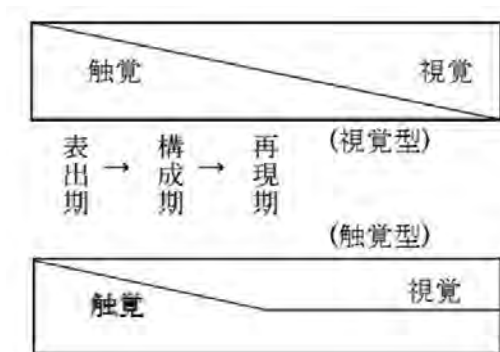 触覚 視覚
(視覚型)
表出期 → 構成期 → 再現期
(触覚型)
触覚 視覚